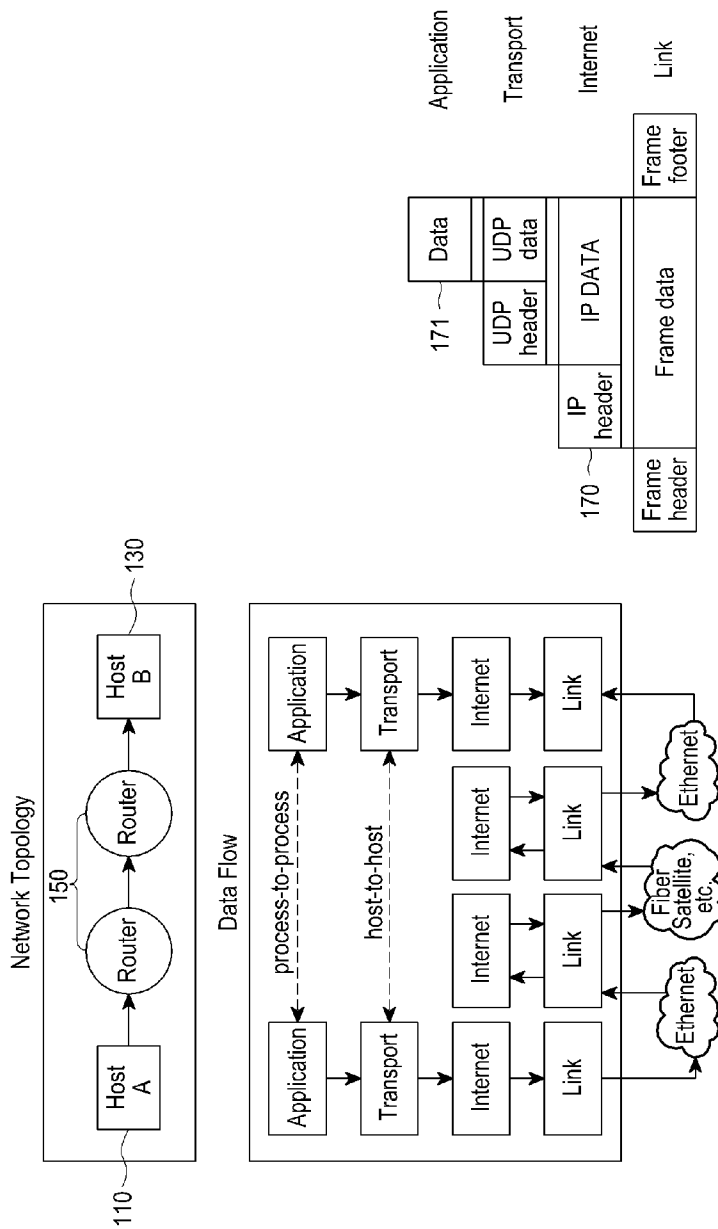 Network Topology
150
Host
A
Router
Router
Host
B
110
130
Data Flow
Application
process-to-process
Application
Transport
host-to-host
Transport
Internet
Internet
Internet
Internet
Link
Link
Link
Link
Ethernet
Fiber
Satellite,
etc.,
Ethernet
Data
Application
171
UDP
header
UDP
data
Transport
IP
header
IP DATA
Internet
170
Frame
header
Frame data
Frame
footer
Link